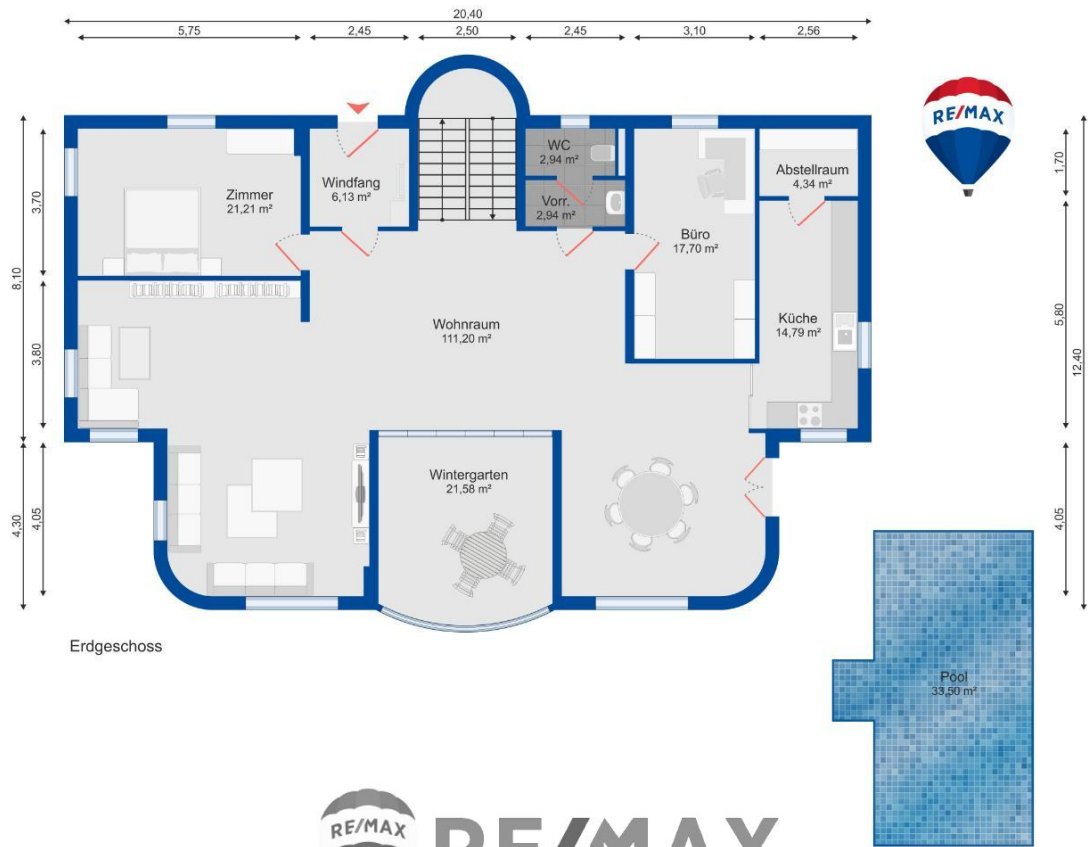 20,40
5,75
2,45
2,50
2,45
3,10
2,56
RE/MAX
8,10
3,70
3,80
4,30
4,05
1,70
5,80
12,40
4,05
Zimmer
21,21 m²
Windfang
6,13 m²
WC
2,94 m²
Vorr.
2,94 m²
Büro
17,70 m²
Abstellraum
4,34 m²
Küche
14,79 m²
Wohnraum
111,20 m²
Wintergarten
21,58 m²
Erdgeschoss
Pool
33,50 m²
RE/MAX
RE/MAX